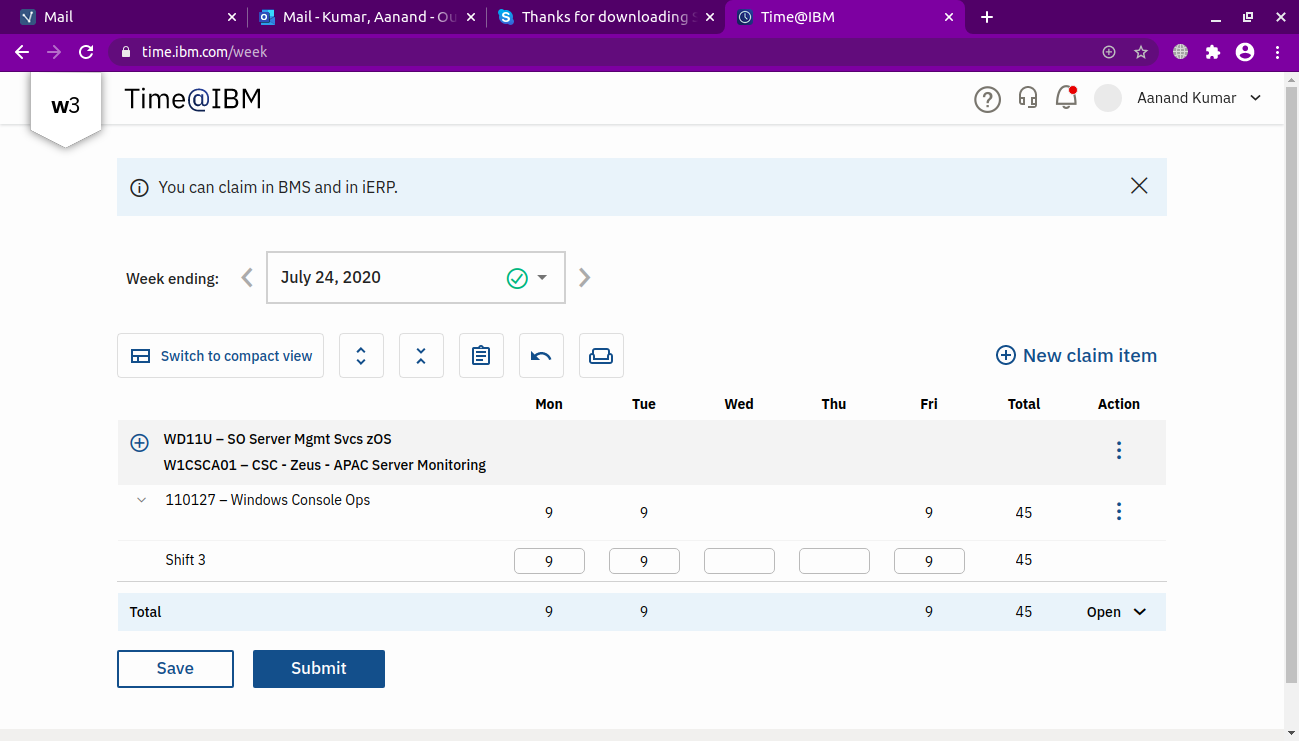 Mail
Mail - Kumar, Aanand - Ou
Thanks for downloading S
Time@IBM
time.ibm.com/week
w3
Time@IBM
Aanand Kumar
You can claim in BMS and in iERP.
Week ending:
July 24, 2020
Switch to compact view
New claim item
Mon Tue Wed Thu Fri Total Action
WD11U – SO Server Mgmt Svcs zOS
W1CSCA01 – CSC - Zeus - APAC Server Monitoring
110127 – Windows Console Ops
9 9 9 45
Shift 3 9 9 9 45
Total 9 9 9 45 Open
Save Submit